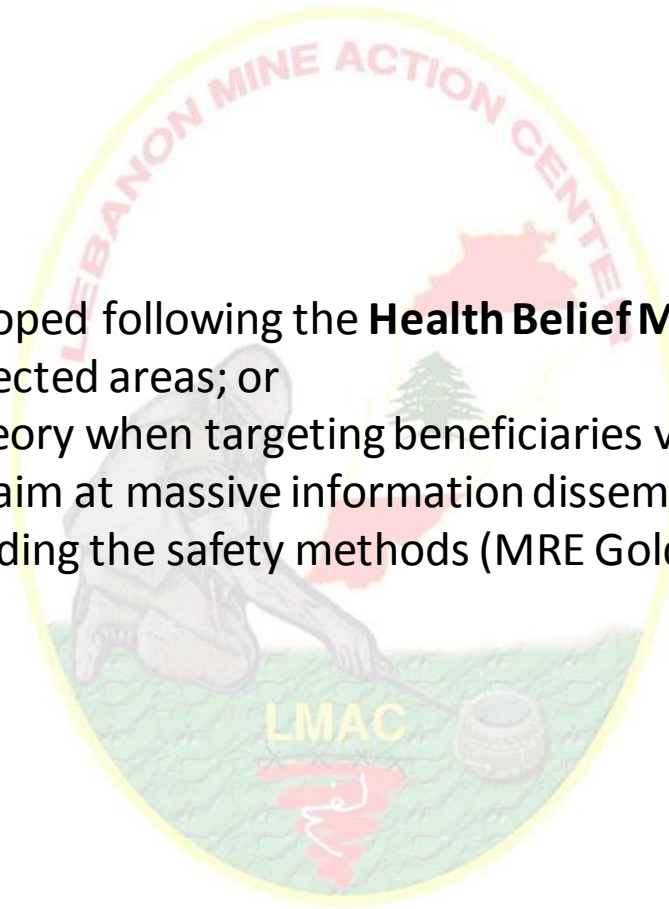 LEBANON MINE ACTION CENTER
oped following the Health Belief M
ected areas; or
eory when targeting beneficiaries v
aim at massive information dissem
ding the safety methods (MRE Gold
LMAC